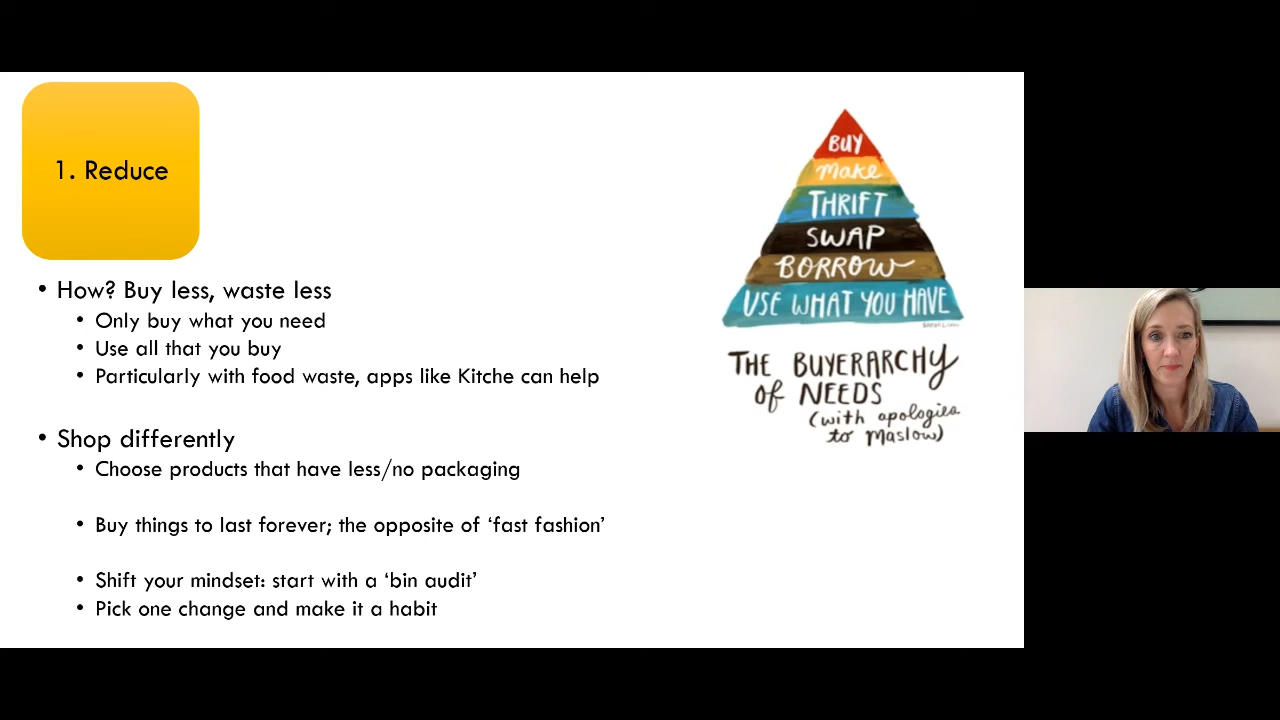 1. Reduce
• How? Buy less, waste less
• Only buy what you need
• Use all that you buy
• Particularly with food waste, apps like Kitche can help
• Shop differently
• Choose products that have less/no packaging
• Buy things to last forever; the opposite of ‘fast fashion’
• Shift your mindset: start with a ‘bin audit’
• Pick one change and make it a habit
BUY
Make
THRIFT
SWAP
BORROW
USE WHAT YOU HAVE
THE BUYERARCHY
of NEEDS
(with apologies
to Maslow)